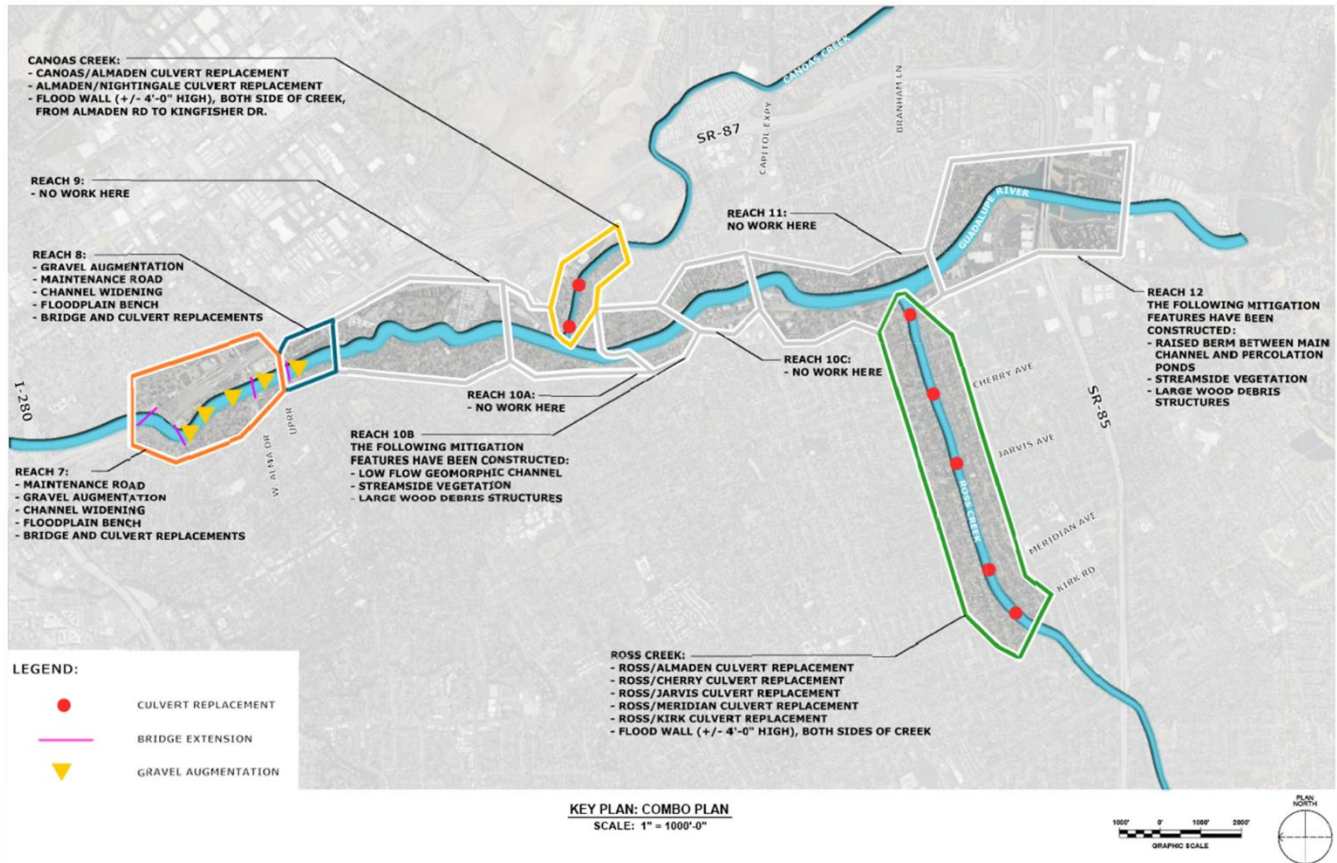 CANOAS CREEK:
- CANOAS/ALMADEN CULVERT REPLACEMENT
- ALMADEN/NIGHTINGALE CULVERT REPLACEMENT
- FLOOD WALL (+/- 4'-0" HIGH), BOTH SIDE OF CREEK,
FROM ALMADEN RD TO KINGFISHER DR.
CANOAS CREEK
SR-87
CAPITOL EXPY
BRANHAM LN
REACH 9:
- NO WORK HERE
REACH 8:
- GRAVEL AUGMENTATION
- MAINTENANCE ROAD
- CHANNEL WIDENING
- FLOODPLAIN BENCH
- BRIDGE AND CULVERT REPLACEMENTS
REACH 11:
NO WORK HERE
GUADALUPE RIVER
REACH 12
THE FOLLOWING MITIGATION
FEATURES HAVE BEEN
CONSTRUCTED:
- RAISED BERM BETWEEN MAIN
CHANNEL AND PERCOLATION
PONDS
- STREAMSIDE VEGETATION
- LARGE WOOD DEBRIS
STRUCTURES
I-280
UPRR
W. ALMA DR
REACH 10A:
- NO WORK HERE
REACH 10C:
- NO WORK HERE
REACH 10B
THE FOLLOWING MITIGATION
FEATURES HAVE BEEN CONSTRUCTED:
- LOW FLOW GEOMORPHIC CHANNEL
- STREAMSIDE VEGETATION
- LARGE WOOD DEBRIS STRUCTURES
REACH 7:
- MAINTENANCE ROAD
- GRAVEL AUGMENTATION
- CHANNEL WIDENING
- FLOODPLAIN BENCH
- BRIDGE AND CULVERT REPLACEMENTS
CHERRY AVE
SR-85
JARVIS AVE
ROSS CREEK
MERIDIAN AVE
KIRK RD
ROSS CREEK:
- ROSS/ALMADEN CULVERT REPLACEMENT
- ROSS/CHERRY CULVERT REPLACEMENT
- ROSS/JARVIS CULVERT REPLACEMENT
- ROSS/MERIDIAN CULVERT REPLACEMENT
- ROSS/KIRK CULVERT REPLACEMENT
- FLOOD WALL (+/- 4'-0" HIGH), BOTH SIDES OF CREEK
LEGEND:
CULVERT REPLACEMENT
BRIDGE EXTENSION
GRAVEL AUGMENTATION
KEY PLAN: COMBO PLAN
SCALE: 1" = 1000'-0"
1000' 0' 1000' 2000'
GRAPHIC SCALE
PLAN
NORTH